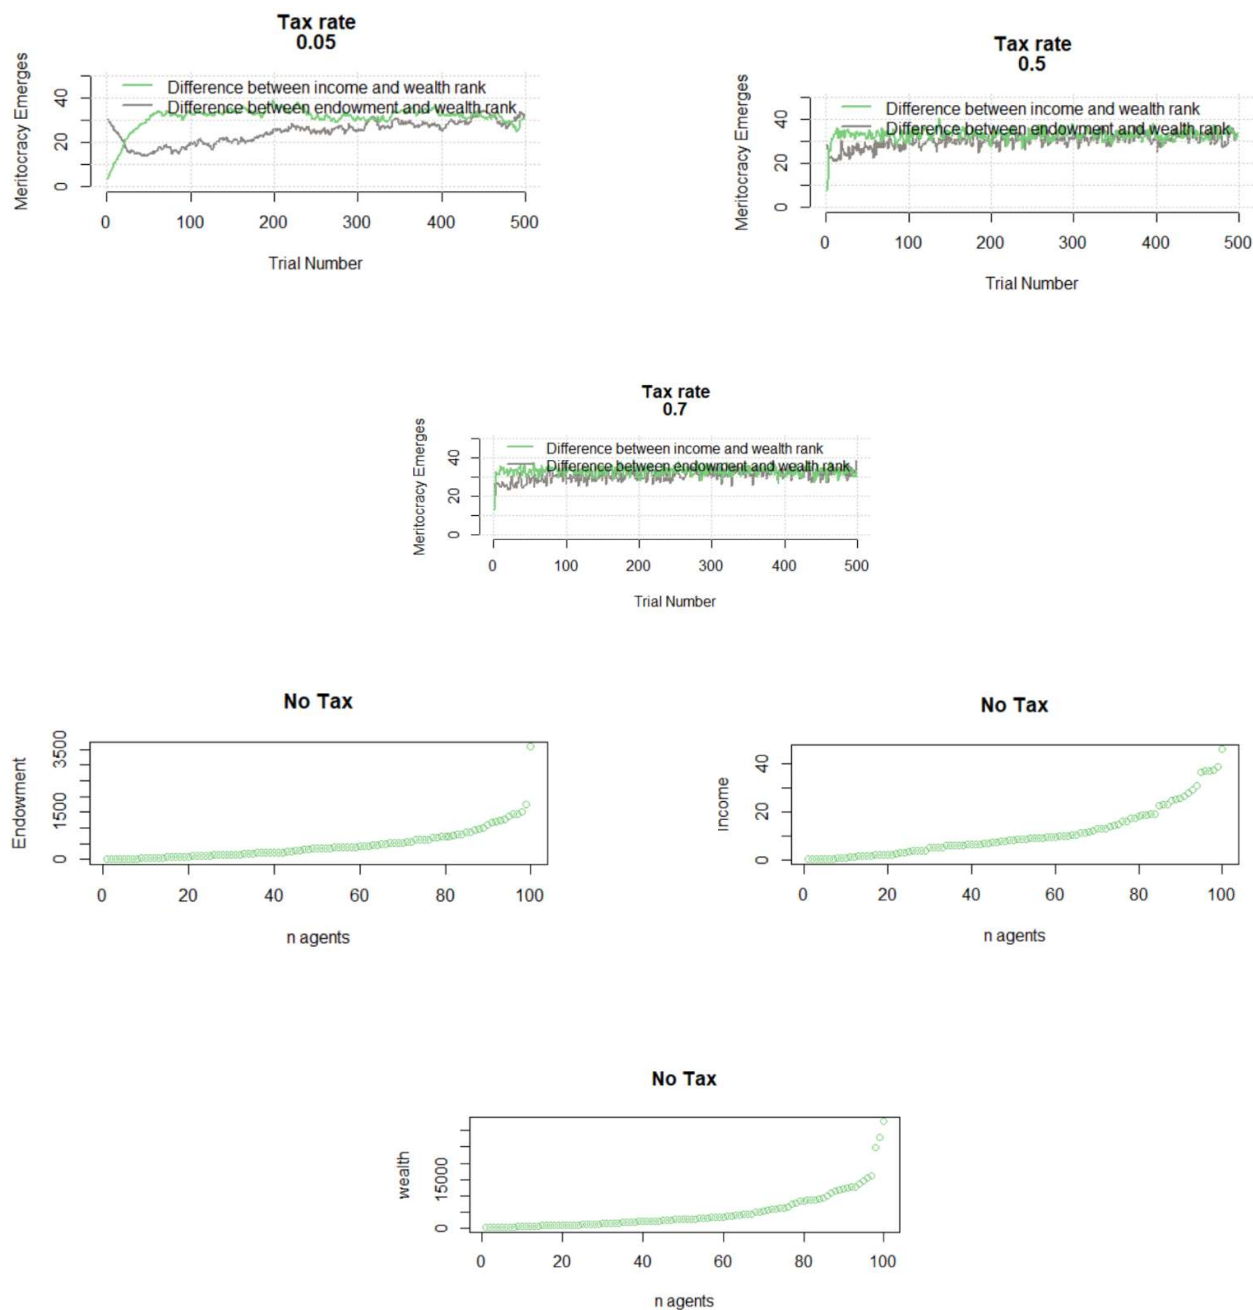 Tax rate
0.05
Meritocracy Emerges
0 20 40
Difference between income and wealth rank
Difference between endowment and wealth rank
0 100 200 300 400 500
Trial Number
Tax rate
0.5
Meritocracy Emerges
0 20 40
Difference between income and wealth rank
Difference between endowment and wealth rank
0 100 200 300 400 500
Trial Number
Tax rate
0.7
Meritocracy Emerges
0 20 40
Difference between income and wealth rank
Difference between endowment and wealth rank
0 100 200 300 400 500
Trial Number
No Tax
Endowment
0 1500 3500
0 20 40 60 80 100
n agents
No Tax
Income
0 20 40
0 20 40 60 80 100
n agents
No Tax
wealth
0 15000
0 20 40 60 80 100
n agents